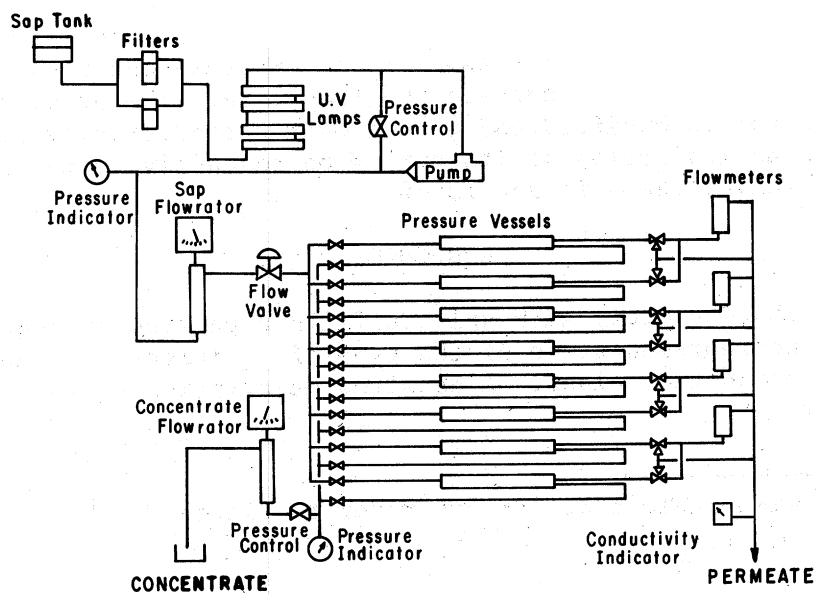 Sap Tank
Filters
U.V
Lamps
Pressure
Control
Pump
Pressure
Indicator
Sap
Flowrator
Flow
Valve
Pressure Vessels
Flowmeters
Concentrate
Flowrator
Pressure
Control
Pressure
Indicator
Conductivity
Indicator
CONCENTRATE
PERMEATE